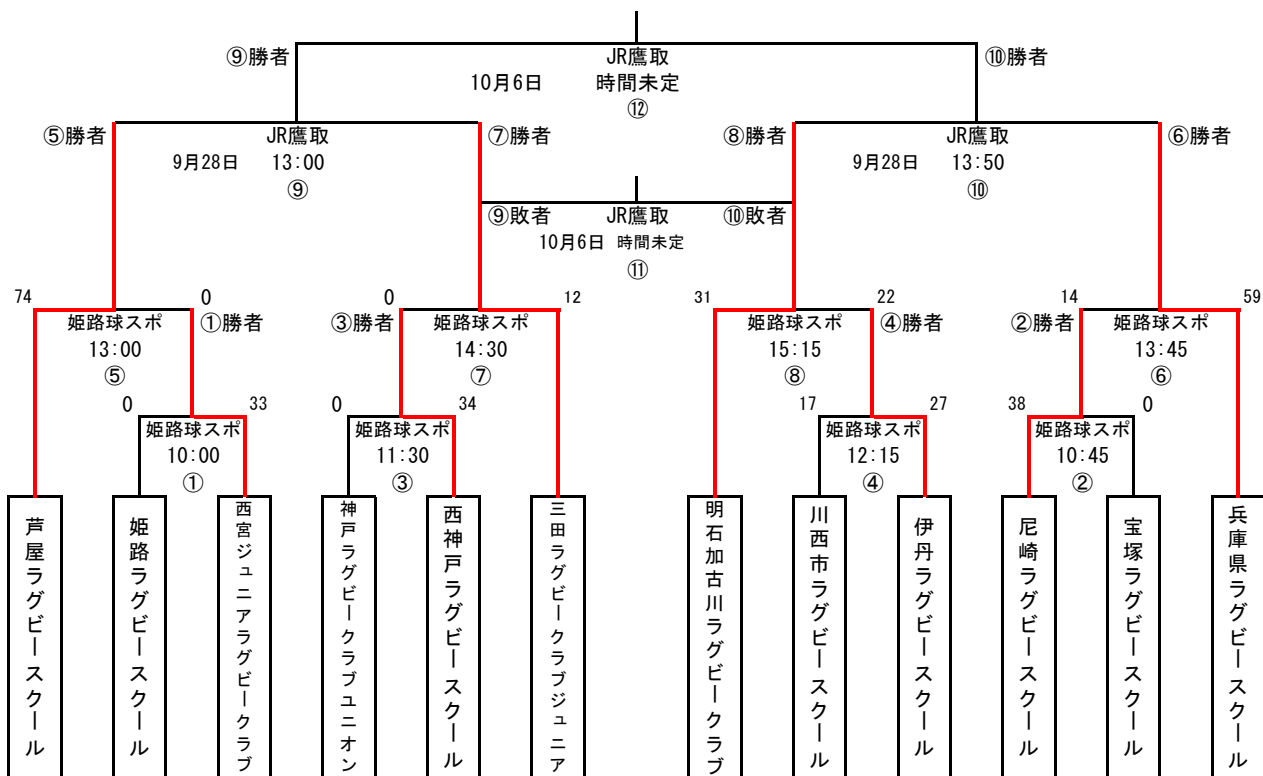 ⑨勝者
JR鷹取
⑩勝者
10月6日 時間未定
⑫
⑤勝者
JR鷹取
⑦勝者
⑧勝者
JR鷹取
⑥勝者
9月28日 13:00
9月28日 13:50
⑨
⑩
⑨敗者
JR鷹取
⑩敗者
10月6日 時間未定
⑪
74
0
0
12
31
22
14
59
姫路球スポ
①勝者
③勝者
姫路球スポ
姫路球スポ
④勝者
②勝者
姫路球スポ
13:00
14:30
15:15
13:45
⑤
⑦
⑧
⑥
0
33
0
34
17
27
38
0
姫路球スポ
姫路球スポ
姫路球スポ
姫路球スポ
10:00
11:30
12:15
10:45
①
③
④
②
芦屋ラグビースクール
姫路ラグビースクール
西宮ジュニアラグビークラブ
神戸ラグビークラブユニオン
西神戸ラグビースクール
三田ラグビークラブジュニア
明石加古川ラグビークラブ
川西市ラグビースクール
伊丹ラグビースクール
尼崎ラグビースクール
宝塚ラグビースクール
兵庫県ラグビースクール